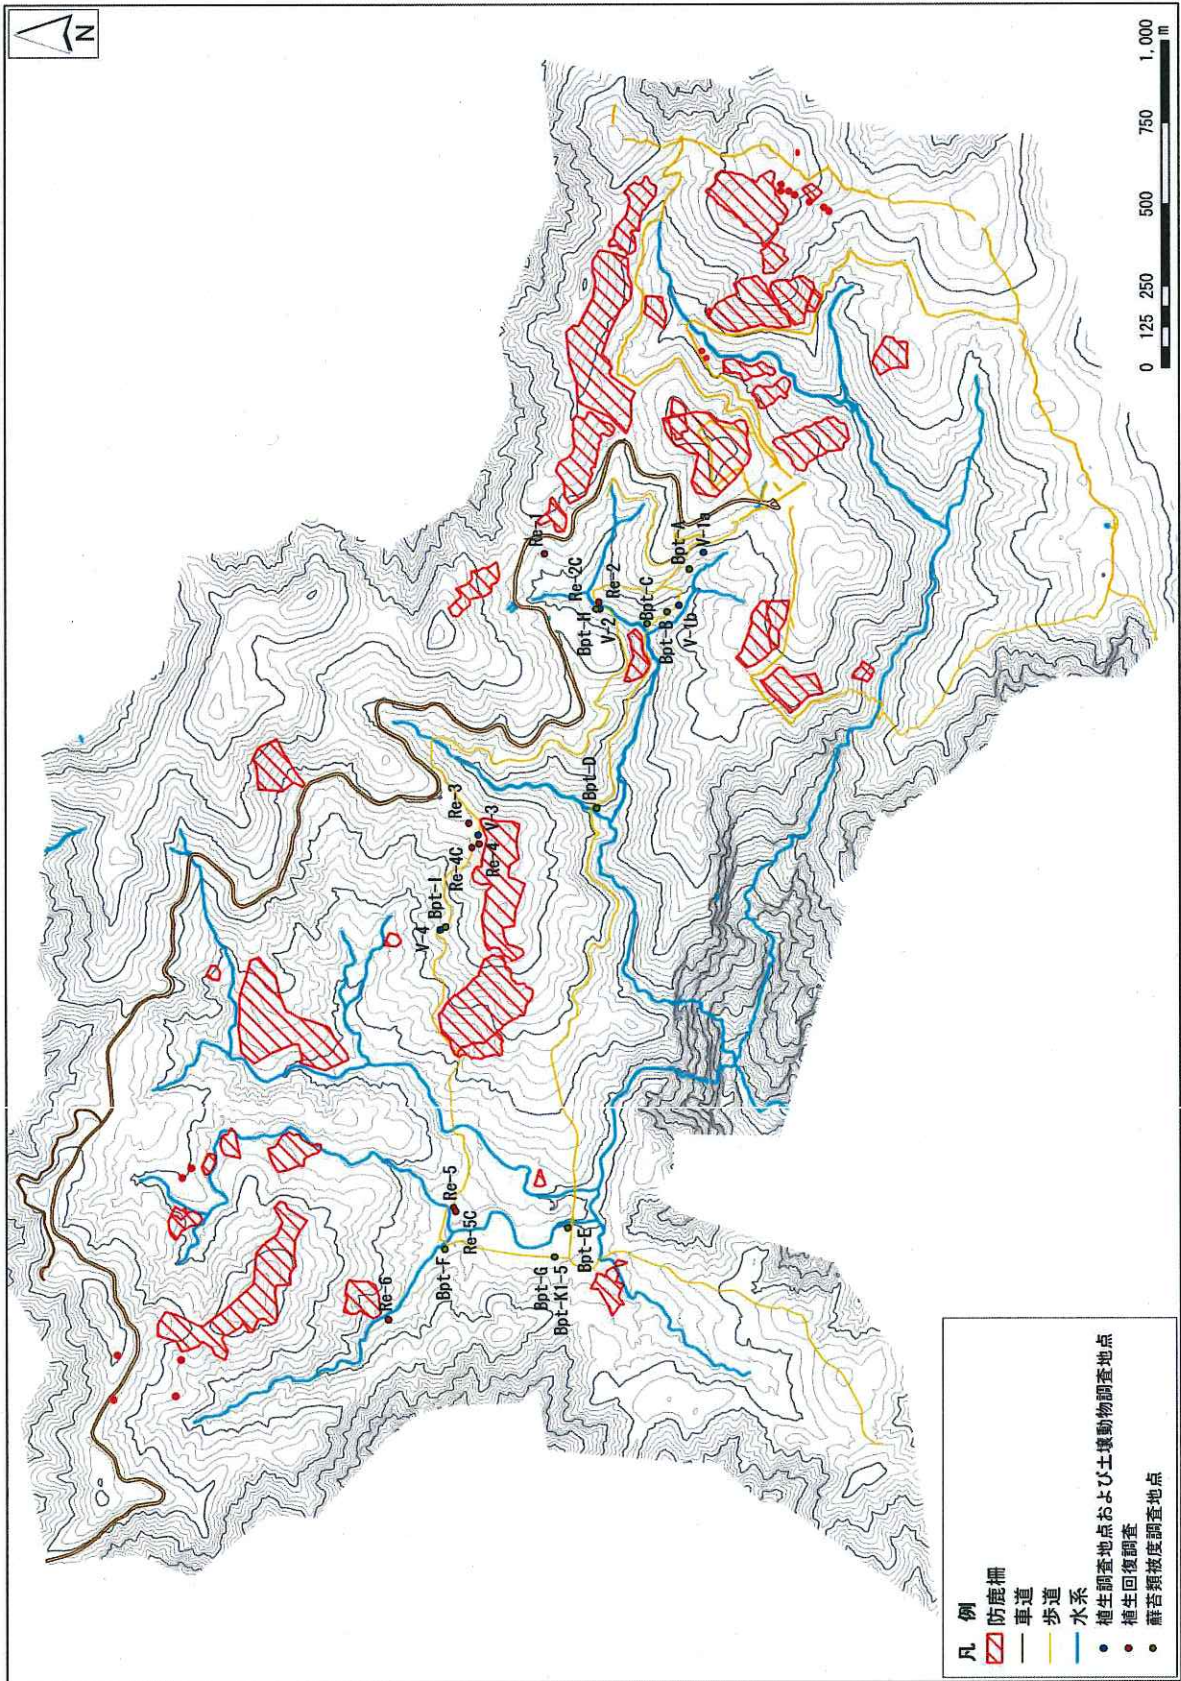 N
Re-1
Re-2C
Re-2
Bpt-H
V-2
Bpt-C
Bpt-A
V-1a
Bpt-B
V-1b
Bpt-D
Re-3
V-3
Re-4C
Re-4
V-4
Bpt-I
Re-5
Re-5C
Bpt-F
Re-6
Bpt-E
Bpt-G
Bpt-K1-5
0 125 250 500 750 1,000
m
凡 例
防鹿柵
車道
歩道
水系
植生調査地点および土壌動物調査地点
植生回復調査
蘚苔類被度調査地点